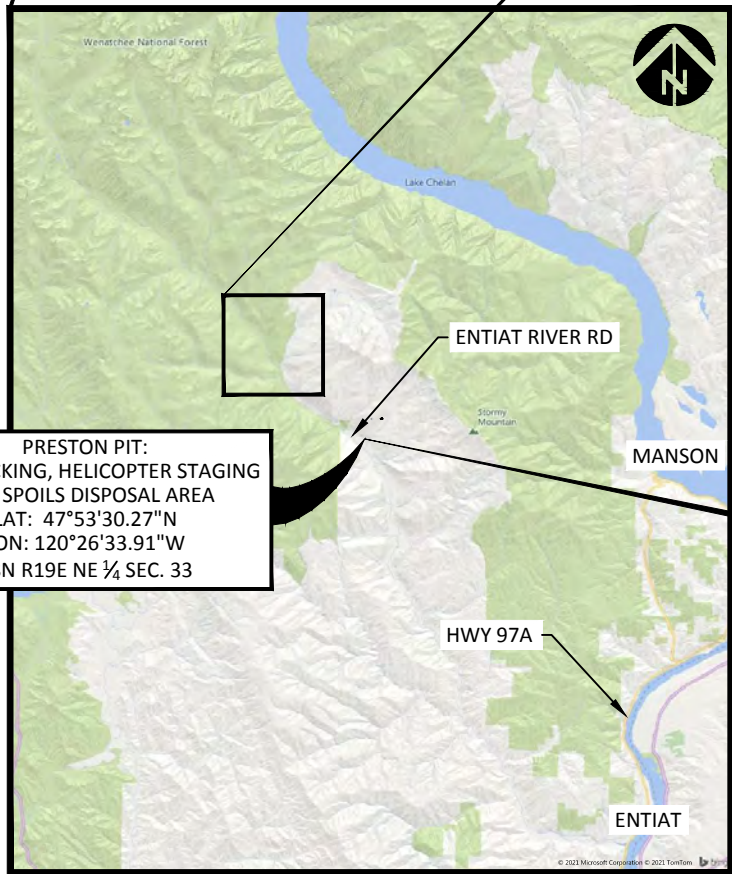 Wenatchee National Forest
N
Lake Chelan
ENTIAT RIVER RD
Stormy
Mountain
MANSON
PRESTON PIT:
HELICOPTER STAGING
SPOILS DISPOSAL AREA
LAT: 47°53'30.27"N
120°26'33.91"W
R19E NE ¼ SEC. 33
HWY 97A
ENTIAT
© 2021 Microsoft Corporation © 2021 TomTom